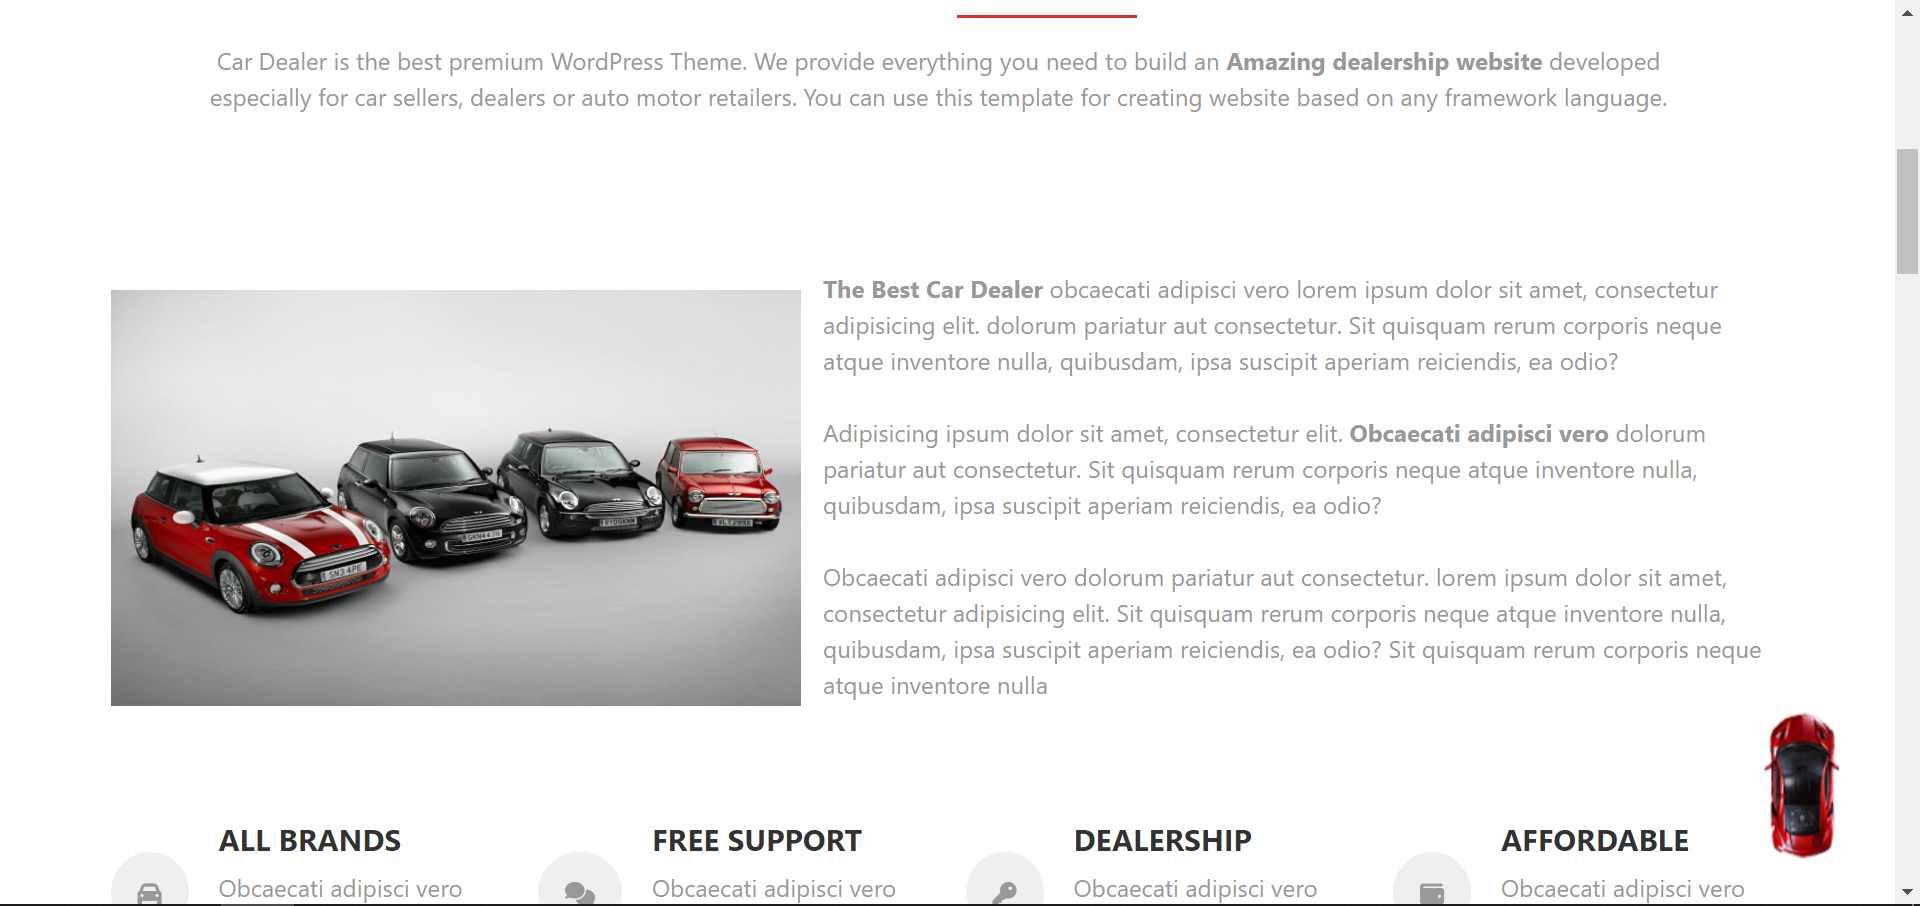 Car Dealer is the best premium WordPress Theme. We provide everything you need to build an Amazing dealership website developed
especially for car sellers, dealers or auto motor retailers. You can use this template for creating website based on any framework language.
The Best Car Dealer obcaecati adipisci vero lorem ipsum dolor sit amet, consectetur
adipisicing elit. dolorum pariatur aut consectetur. Sit quisquam rerum corporis neque
atque inventore nulla, quibusdam, ipsa suscipit aperiam reiciendis, ea odio?
Adipisicing ipsum dolor sit amet, consectetur elit. Obcaecati adipisci vero dolorum
pariatur aut consectetur. Sit quisquam rerum corporis neque atque inventore nulla,
quibusdam, ipsa suscipit aperiam reiciendis, ea odio?
Obcaecati adipisci vero dolorum pariatur aut consectetur. lorem ipsum dolor sit amet,
consectetur adipisicing elit. Sit quisquam rerum corporis neque atque inventore nulla,
quibusdam, ipsa suscipit aperiam reiciendis, ea odio? Sit quisquam rerum corporis neque
atque inventore nulla
SN3 4PE
ALL BRANDS
Obcaecati adipisci vero
FREE SUPPORT
Obcaecati adipisci vero
DEALERSHIP
Obcaecati adipisci vero
AFFORDABLE
Obcaecati adipisci vero